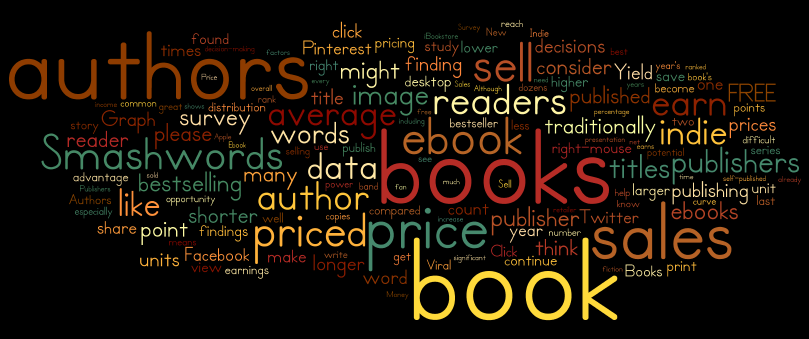 iBookstore
Survey
New
reach
Indie
click
found
times
decision-making
factors
Pinterest
pricing
study
lower
decisions
best
authors
Price
right
every
might
finding
sell
consider
Yield
year's
ranked
desktop
Sales
Although
need
dozens
higher
years
save
book's
overall
rank
title
image
readers
published
become
one
FREE
income
common
great
shows
distribution
free
including
percentage
earn
points
story
Graph
survey
average
bestseller
less
traditionally
indie
two
prices
reader
please
Apple
words
ebook
presentation
net
difficult
Smashwords
Ebook
selling
use
publish
see
right-mouse
earns
potential
series
data
books
titles
publishers
advantage
sold
many
power
band
fan
much
Sell
time
self-published
already
Publishers
bestselling
author
help
larger
publishing
unit
Authors
opportunity
like
especially
shorter
well
copies
compared
count
increase
publisher
Twitter
retailer
know
curve
last
ebooks
share
point
findings
priced
price
year
number
sales
units
means
Facebook
make
write
get
Click
think
view
earnings
longer
Viral
significant
continue
Fiction
Books
print
word
Money
book